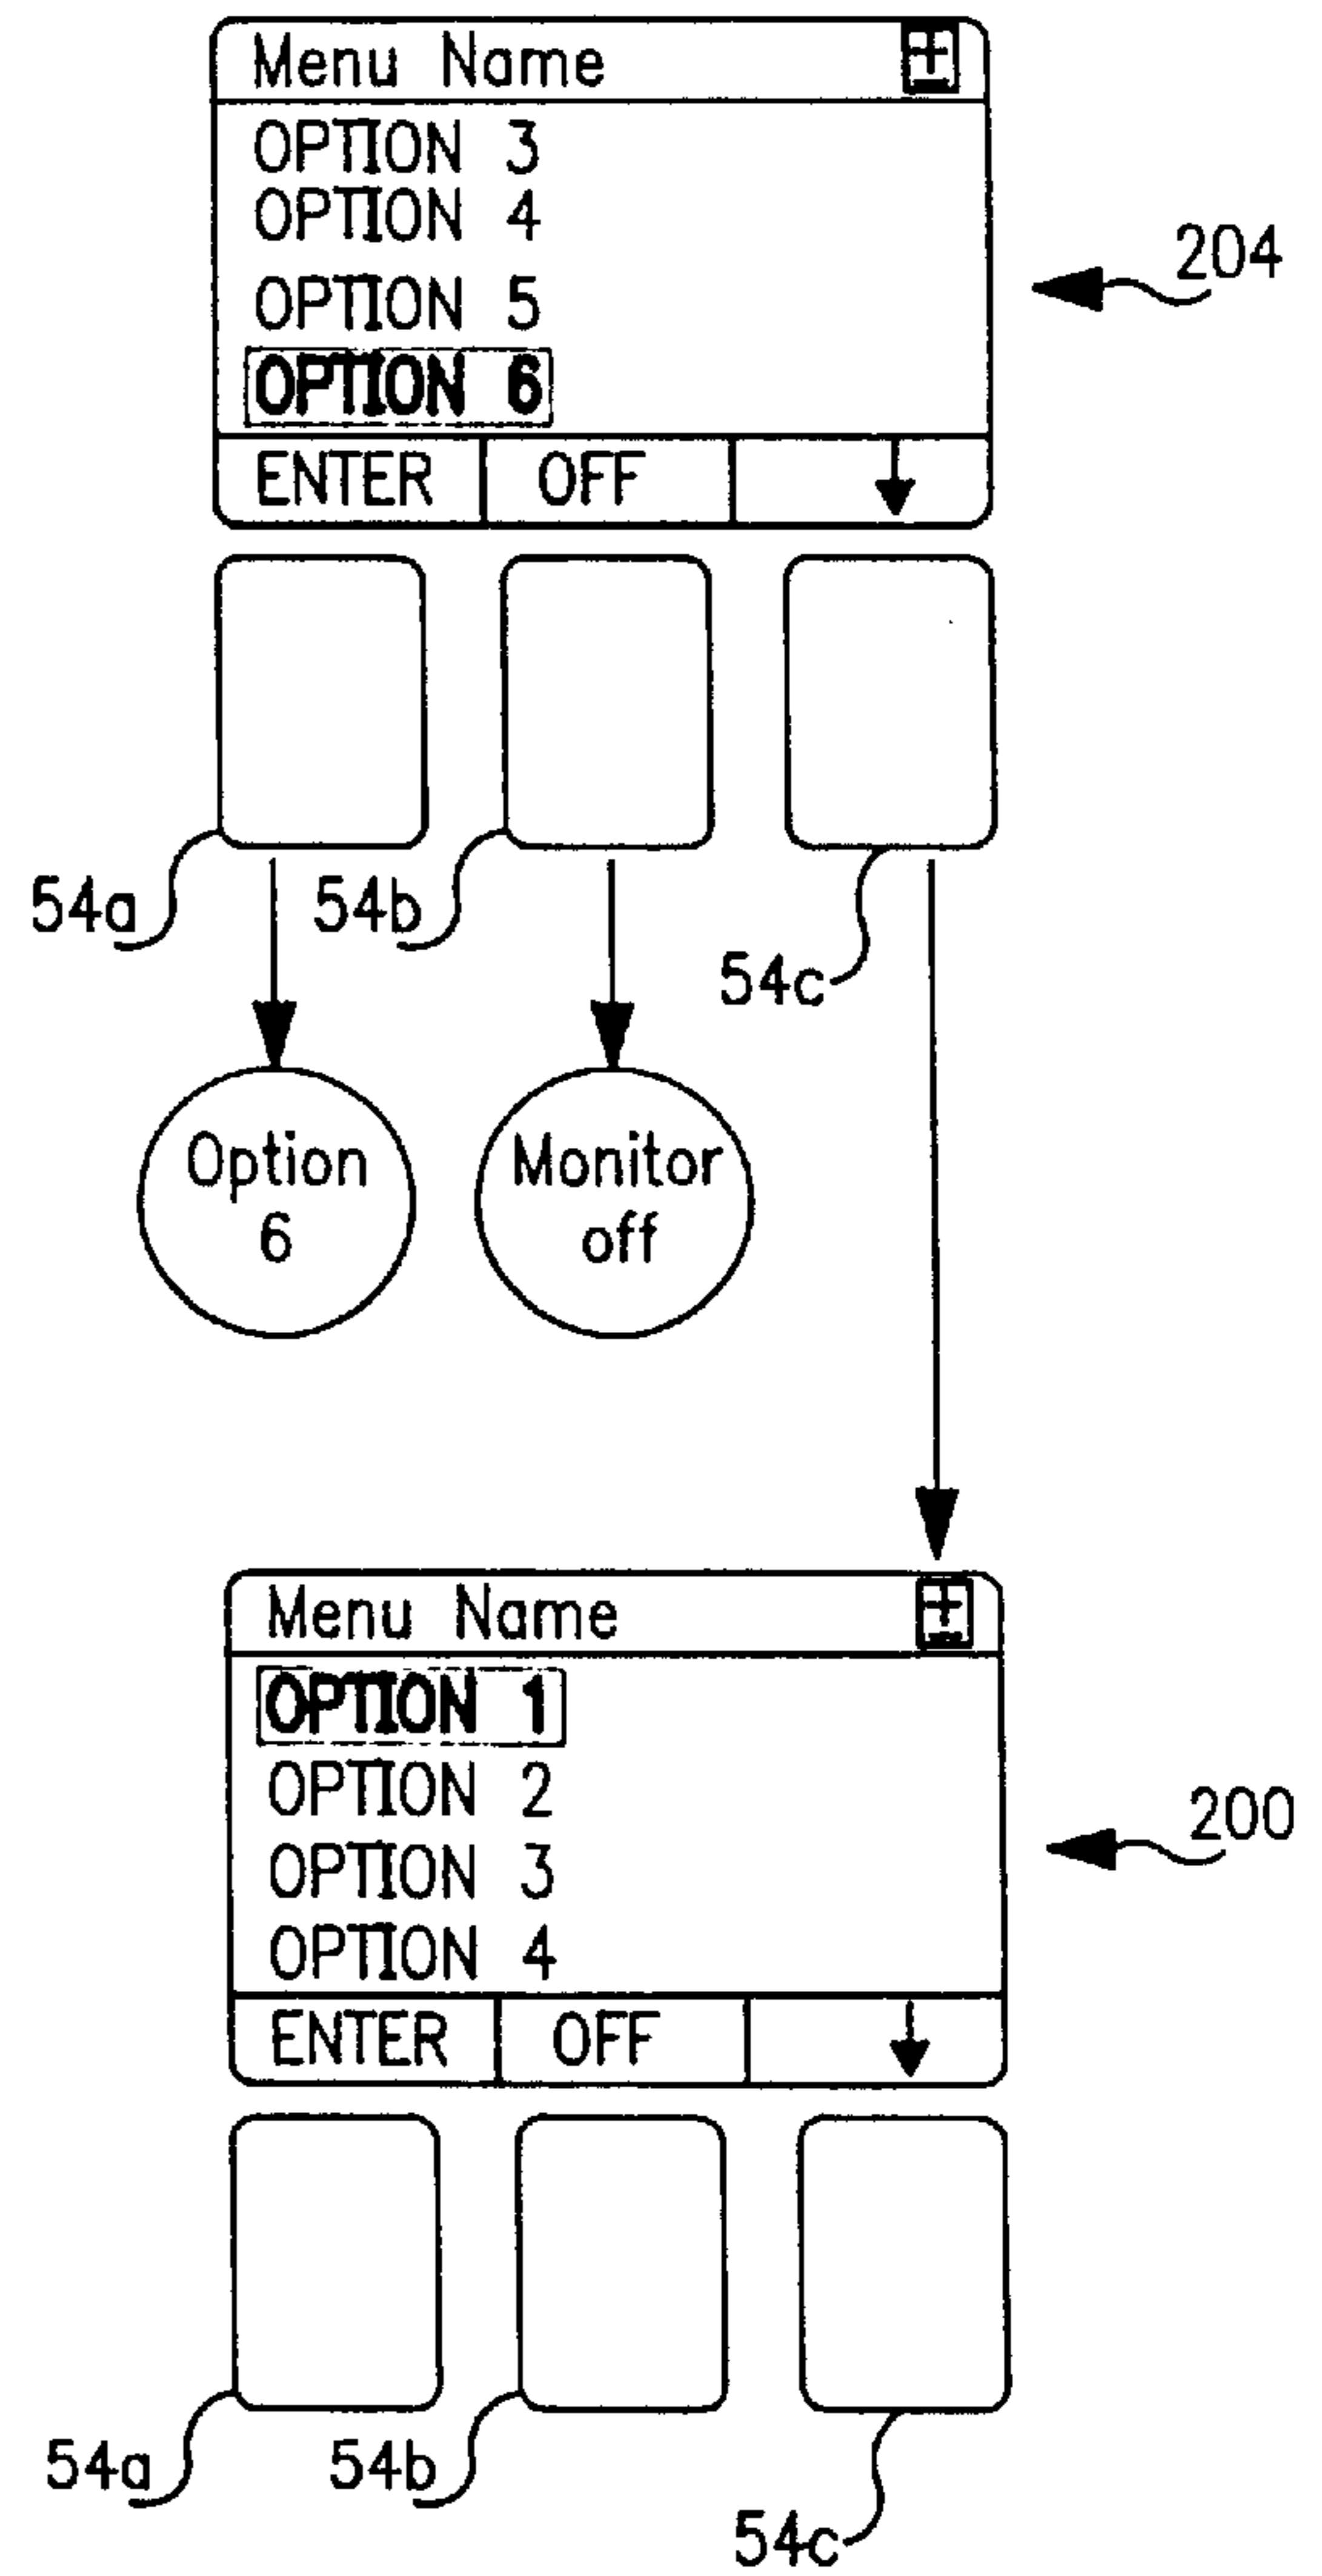 Menu Name
OPTION 3
OPTION 4
OPTION 5
OPTION 6
ENTER OFF
204
54a 54b 54c
Option
6
Monitor
off
Menu Name
OPTION 1
OPTION 2
OPTION 3
OPTION 4
ENTER OFF
200
54a 54b 54c